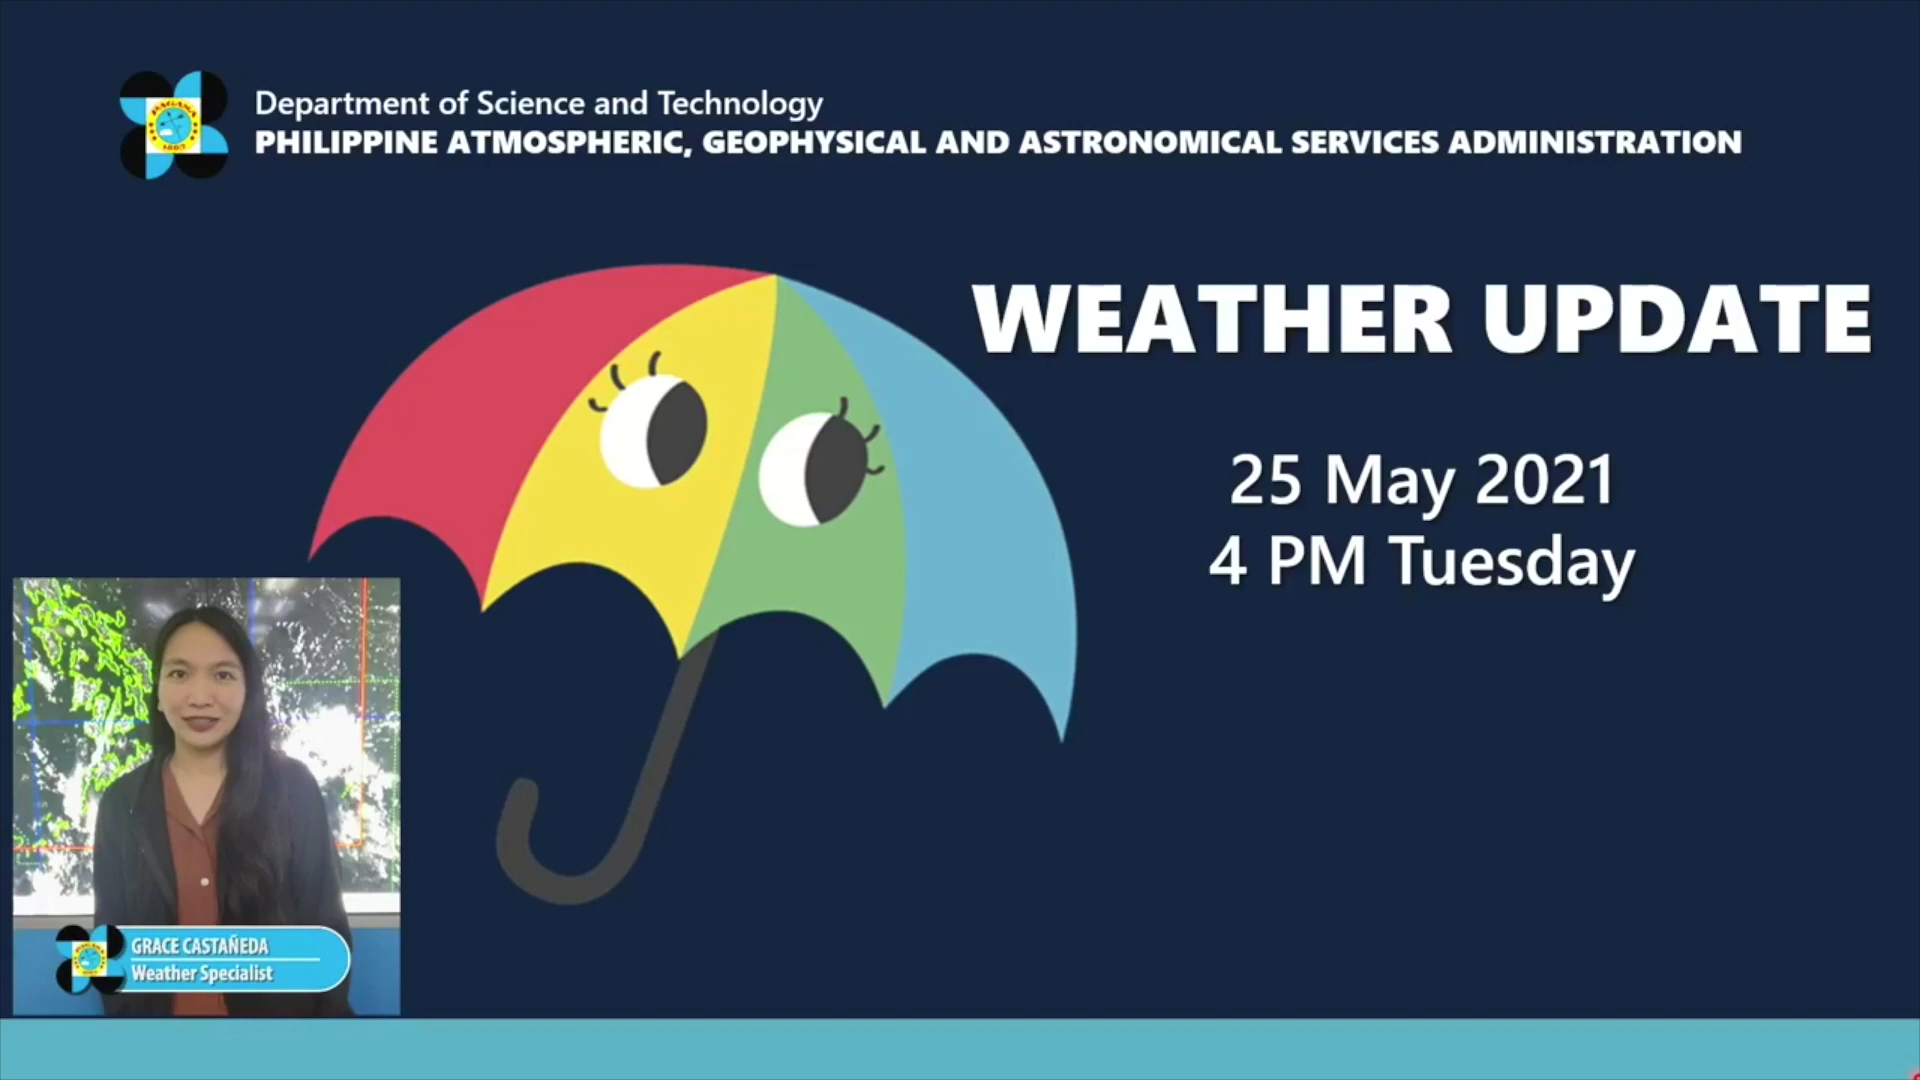 Department of Science and Technology
PHILIPPINE ATMOSPHERIC, GEOPHYSICAL AND ASTRONOMICAL SERVICES ADMINISTRATION
WEATHER UPDATE
25 May 2021
4 PM Tuesday
GRACE CASTAÑEDA
Weather Specialist